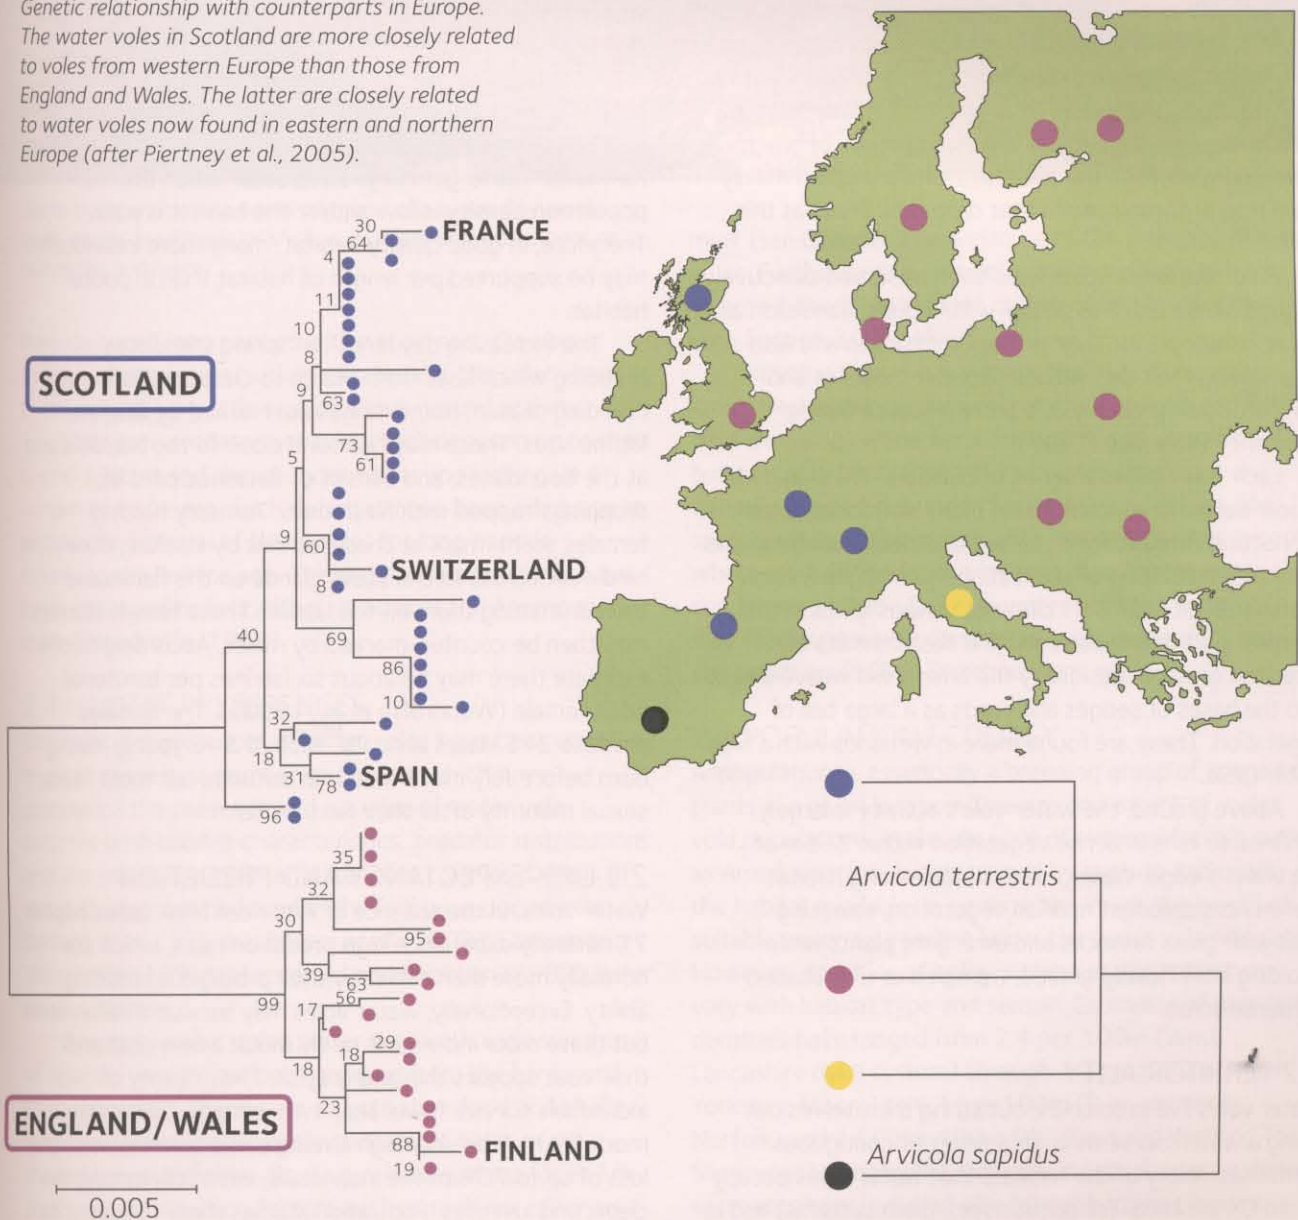 Genetic relationship with counterparts in Europe.
The water voles in Scotland are more closely related
to voles from western Europe than those from
England and Wales. The latter are closely related
to water voles now found in eastern and northern
Europe (after Piertney et al., 2005).
30
FRANCE
64
4
11
10
8
SCOTLAND
9
63
73
5
61
9
60
SWITZERLAND
8
40
69
86
10
32
18
SPAIN
31
78
96
35
32
30
95
39
63
99
56
17
29
18
18
23
ENGLAND/WALES
88
FINLAND
19
0.005
Arvicola terrestris
Arvicola sapidus